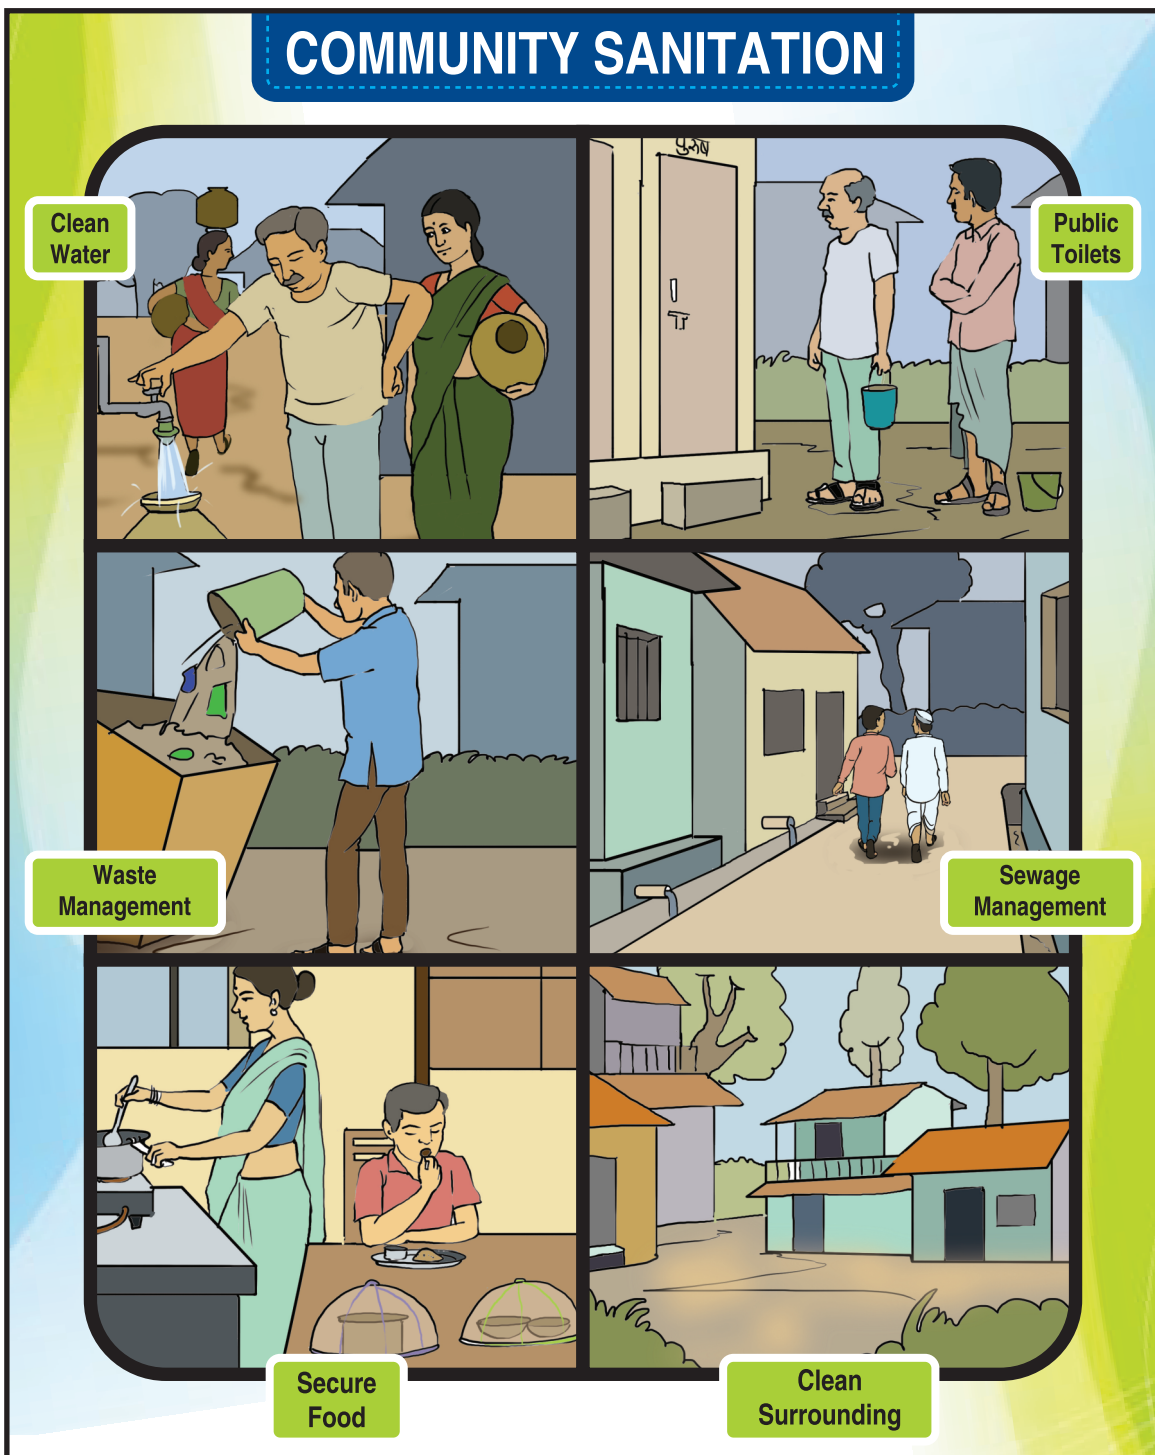 COMMUNITY SANITATION
Clean
Water
पुरुष
Public
Toilets
Waste
Management
Sewage
Management
Secure
Food
Clean
Surrounding